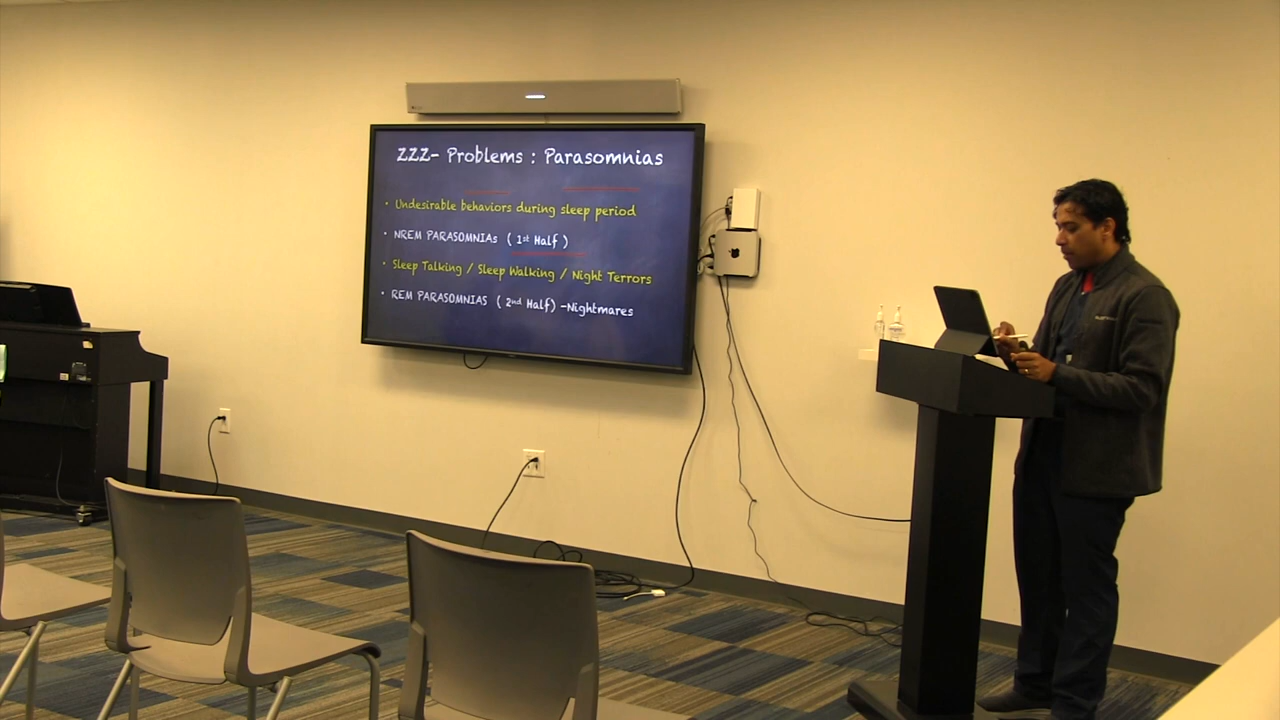 ZZZ- Problems : Parasomnias
• Undesirable behaviors during sleep period
• NREM PARASOMNIAs ( 1st Half )
• Sleep Talking / Sleep Walking / Night Terrors
• REM PARASOMNIAS ( 2nd Half) -Nightmares